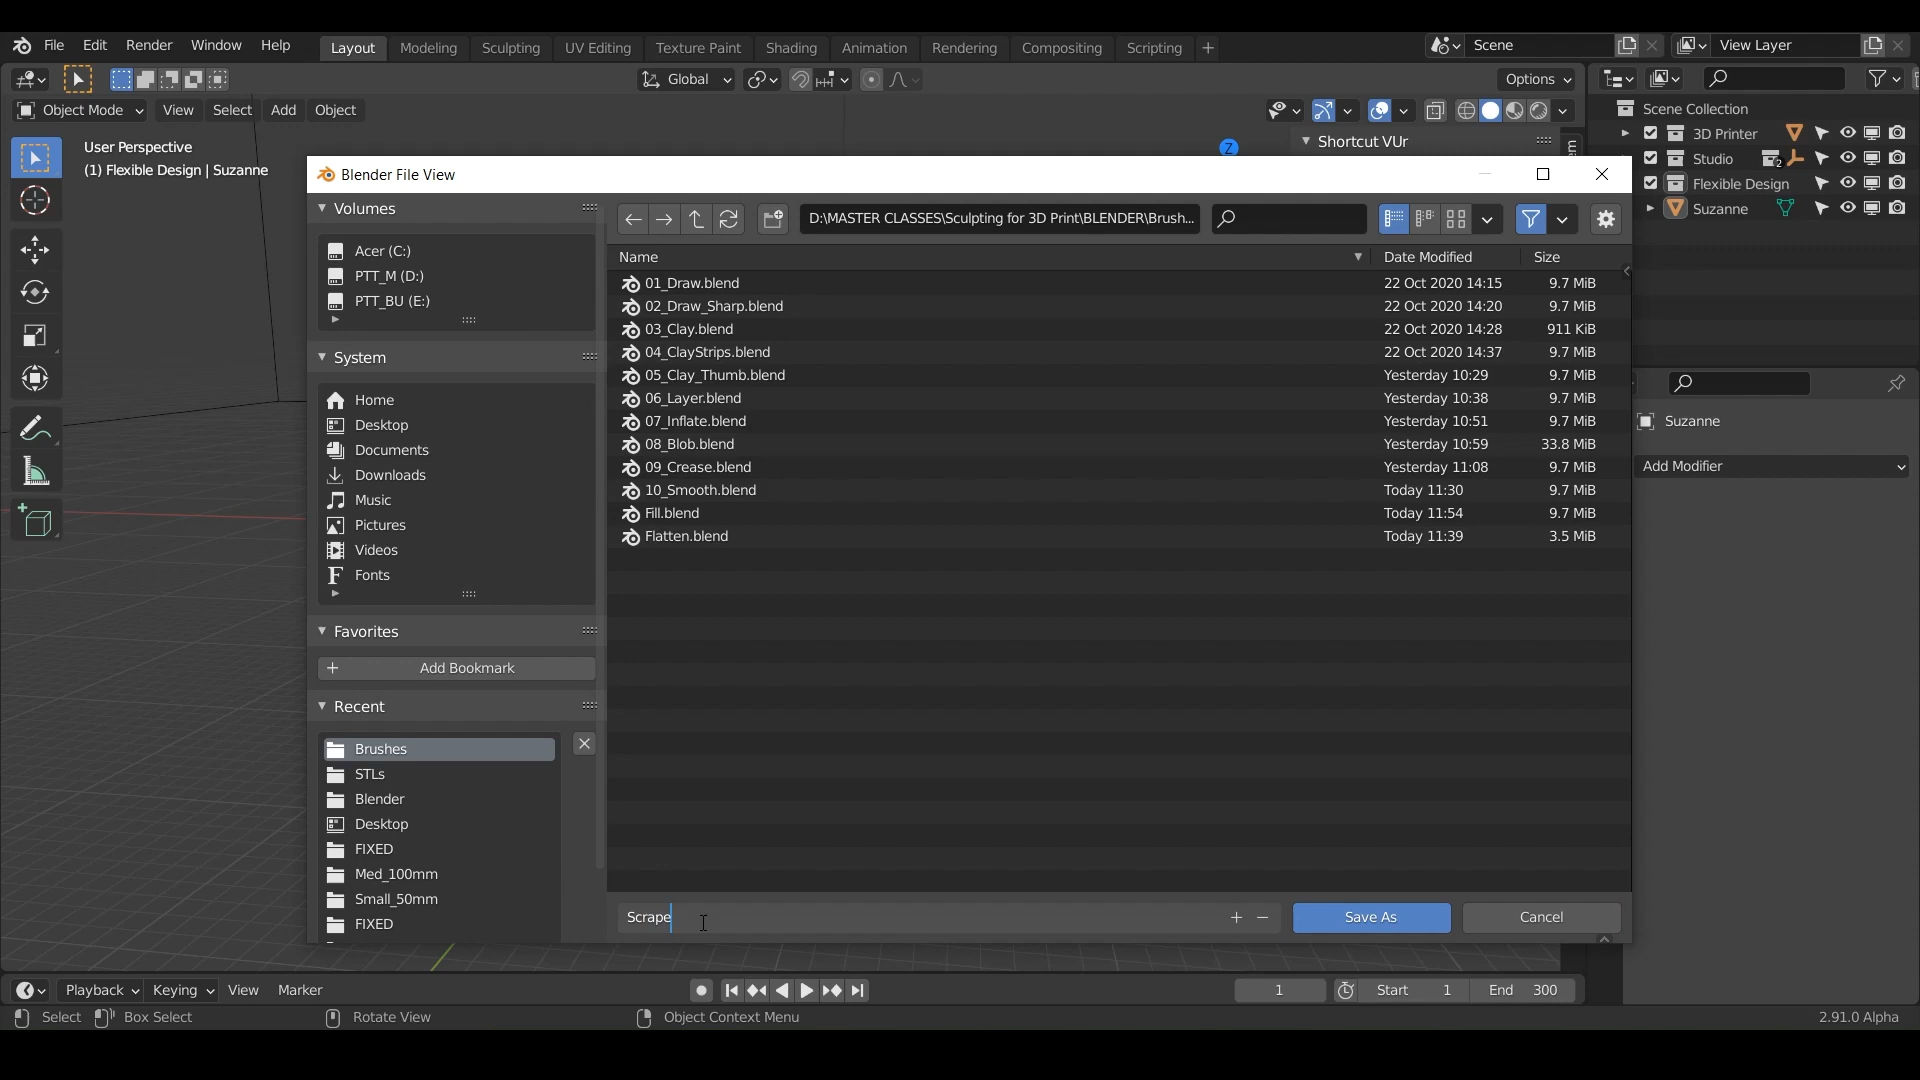 File Edit Render Window Help Layout Modeling Sculpting UV Editing Texture Paint Shading Animation Rendering Compositing Scripting + Scene View Layer
Global Options
Object Mode View Select Add Object
User Perspective
(1) Flexible Design | Suzanne
Z
Shortcut VUr
Scene Collection
3D Printer
Studio 2
Flexible Design
Suzanne
Suzanne
Add Modifier
Blender File View
Volumes
Acer (C:)
PTT_M (D:)
PTT_BU (E:)
System
Home
Desktop
Documents
Downloads
Music
Pictures
Videos
Fonts
Favorites
Add Bookmark
Recent
Brushes
STLs
Blender
Desktop
FIXED
Med_100mm
Small_50mm
FIXED
D:\MASTER CLASSES\Sculpting for 3D Print\BLENDER\Brush...
Name Date Modified Size
01_Draw.blend 22 Oct 2020 14:15 9.7 MiB
02_Draw_Sharp.blend 22 Oct 2020 14:20 9.7 MiB
03_Clay.blend 22 Oct 2020 14:28 911 KiB
04_ClayStrips.blend 22 Oct 2020 14:37 9.7 MiB
05_Clay_Thumb.blend Yesterday 10:29 9.7 MiB
06_Layer.blend Yesterday 10:38 9.7 MiB
07_Inflate.blend Yesterday 10:51 9.7 MiB
08_Blob.blend Yesterday 10:59 33.8 MiB
09_Crease.blend Yesterday 11:08 9.7 MiB
10_Smooth.blend Today 11:30 9.7 MiB
Fill.blend Today 11:54 9.7 MiB
Flatten.blend Today 11:39 3.5 MiB
Scrape + − Save As Cancel
Playback Keying View Marker 1 Start 1 End 300
Select Box Select Rotate View Object Context Menu 2.91.0 Alpha